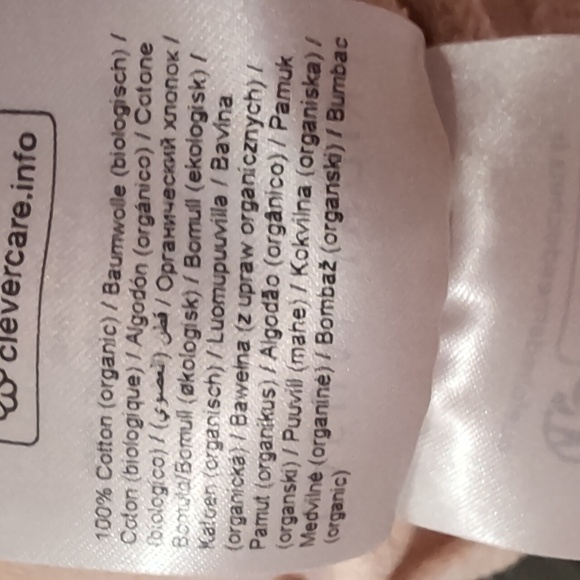 clevercare.info
100% Cotton (organic) / Baumwolle (biologisch) /
Coton (biologique) / Algodón (orgánico) / Cotone
(biologico) / (عضوي) قطن / Органический хлопок /
Bomuld/Bomull (økologisk) / Bomull (ekologisk) /
Katoen (organisch) / Luomupuuvilla / Bavlna
(organická) / Bawełna (z upraw organicznych) /
Pamut (organikus) / Algodão (orgânico) / Pamuk
(organski) / Puuvill (mahe) / Kokvilna (organiska) /
Medvilnė (organinė) / Bombaž (organski) / Bumbac
(organic)